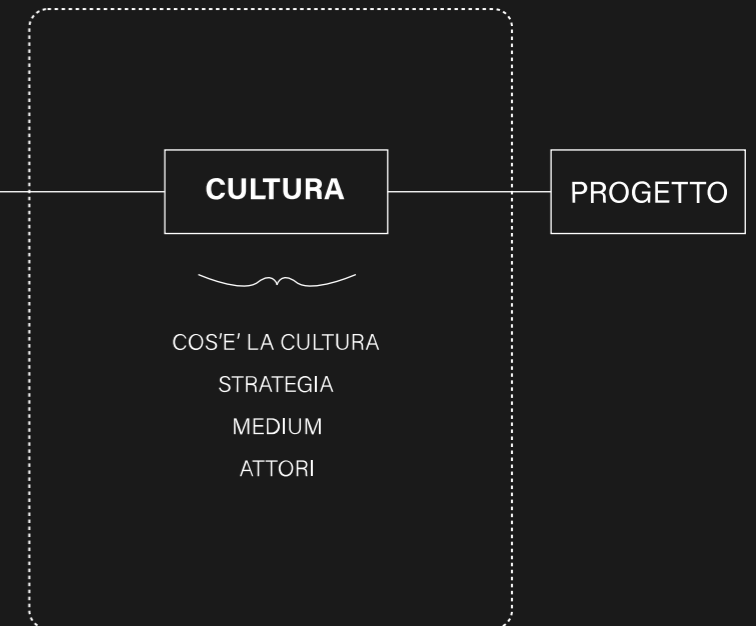 CULTURA
PROGETTO
COS'E' LA CULTURA
STRATEGIA
MEDIUM
ATTORI